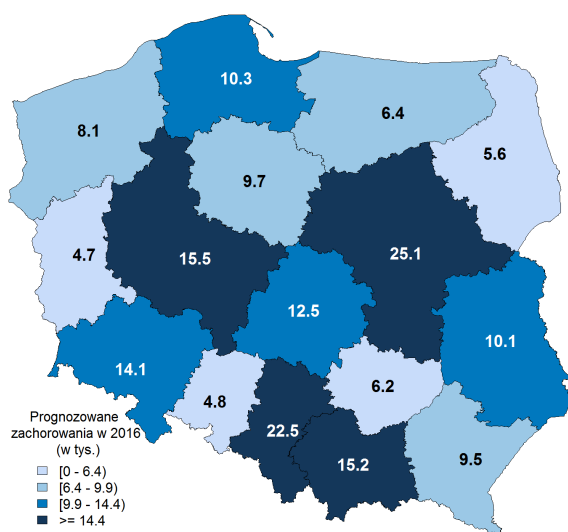 10.3
6.4
8.1
5.6
9.7
4.7
15.5
25.1
12.5
10.1
14.1
6.2
4.8
22.5
15.2
9.5
Prognozowane
zachorowania w 2016
(w tys.)
[0 - 6.4)
[6.4 - 9.9)
[9.9 - 14.4)
>= 14.4